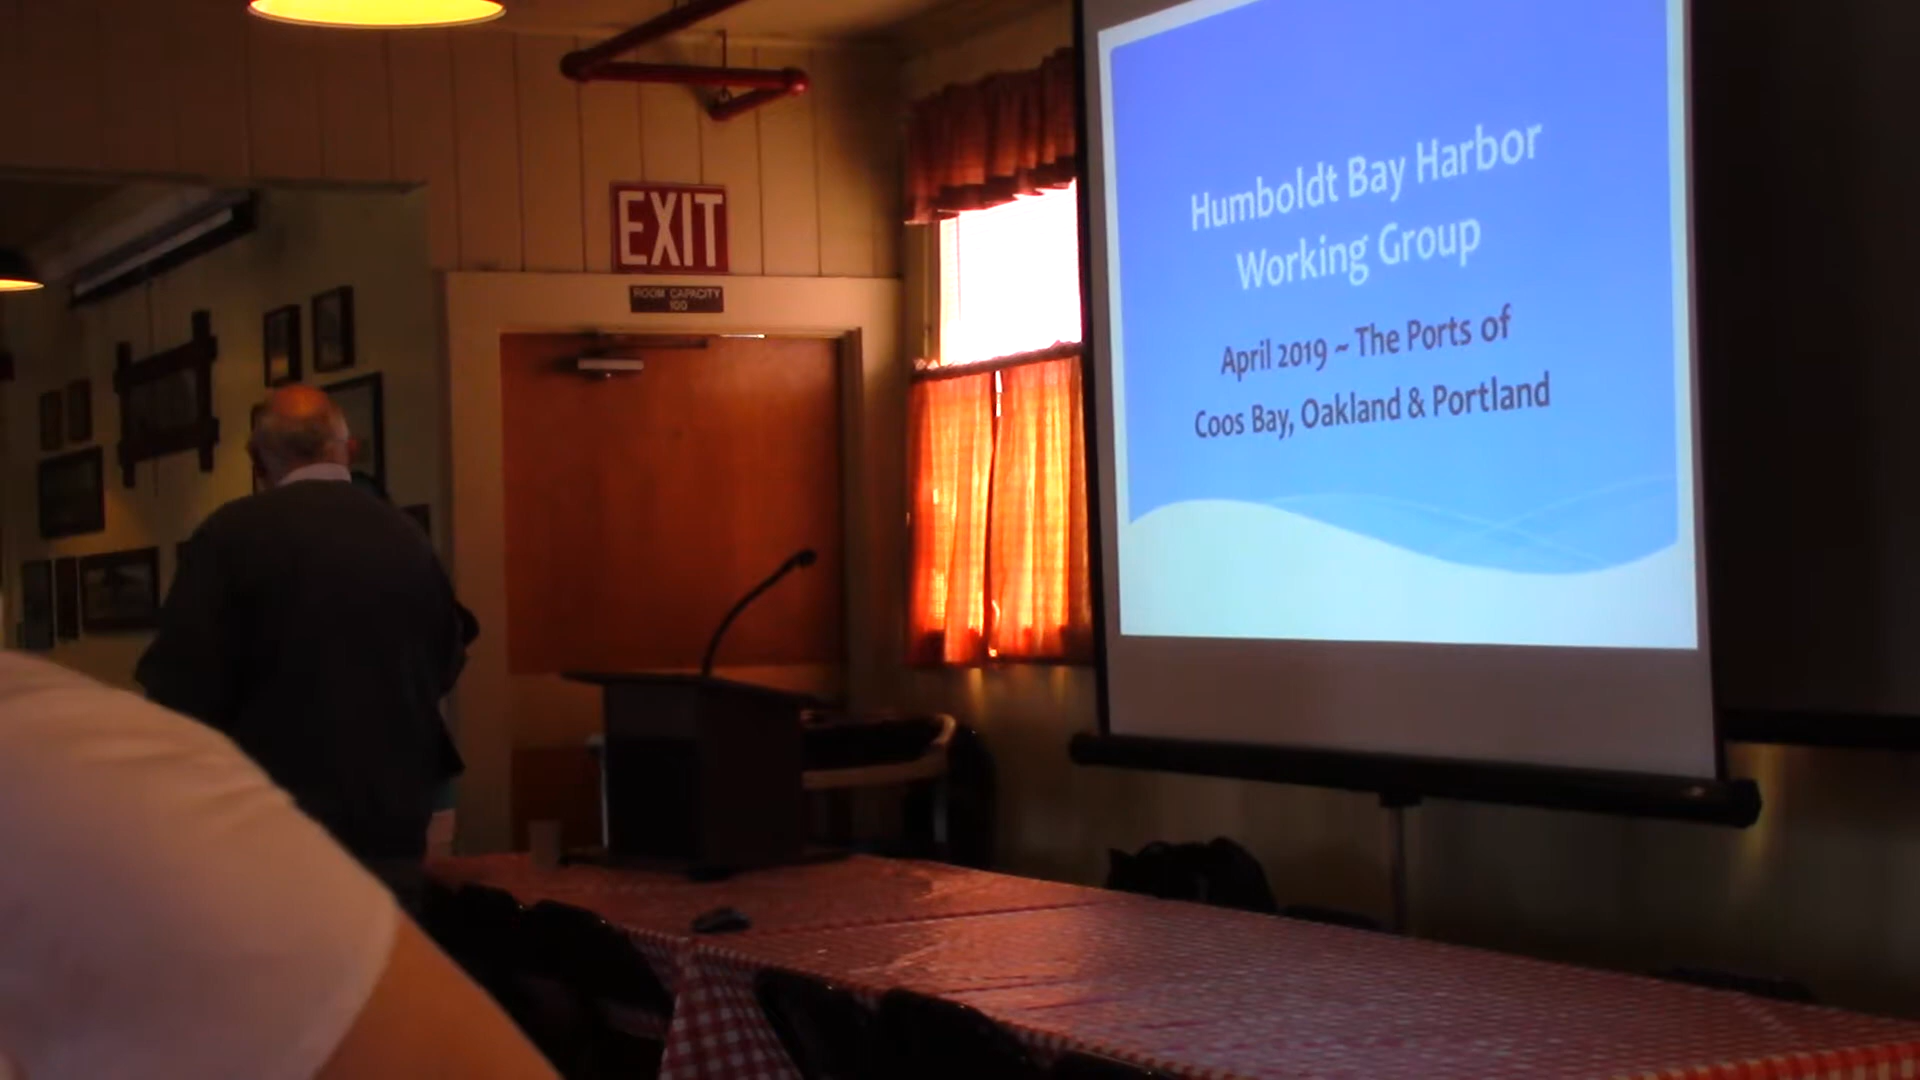 EXIT
ROOM CAPACITY
100
Humboldt Bay Harbor
Working Group
April 2019 ~ The Ports of
Coos Bay, Oakland & Portland